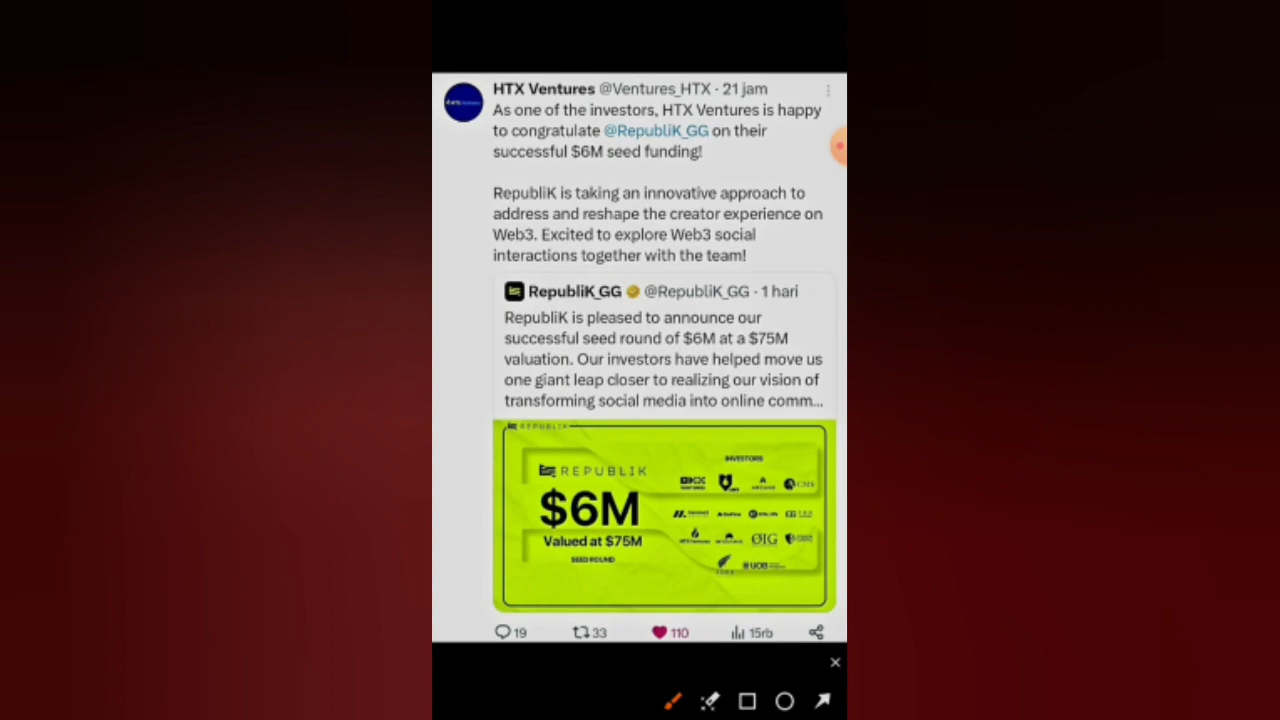 HTX Ventures @Ventures_HTX · 21 jam
As one of the investors, HTX Ventures is happy
to congratulate @RepubliK_GG on their
successful $6M seed funding!
RepubliK is taking an innovative approach to
address and reshape the creator experience on
Web3. Excited to explore Web3 social
interactions together with the team!
RepubliK_GG @RepubliK_GG · 1 hari
RepubliK is pleased to announce our
successful seed round of $6M at a $75M
valuation. Our investors have helped move us
one giant leap closer to realizing our vision of
transforming social media into online comm...
REPUBLIK
REPUBLIK
$6M
Valued at $75M
SEED ROUND
INVESTORS
CMS
ØIG
UOB
19 33 110 15rb